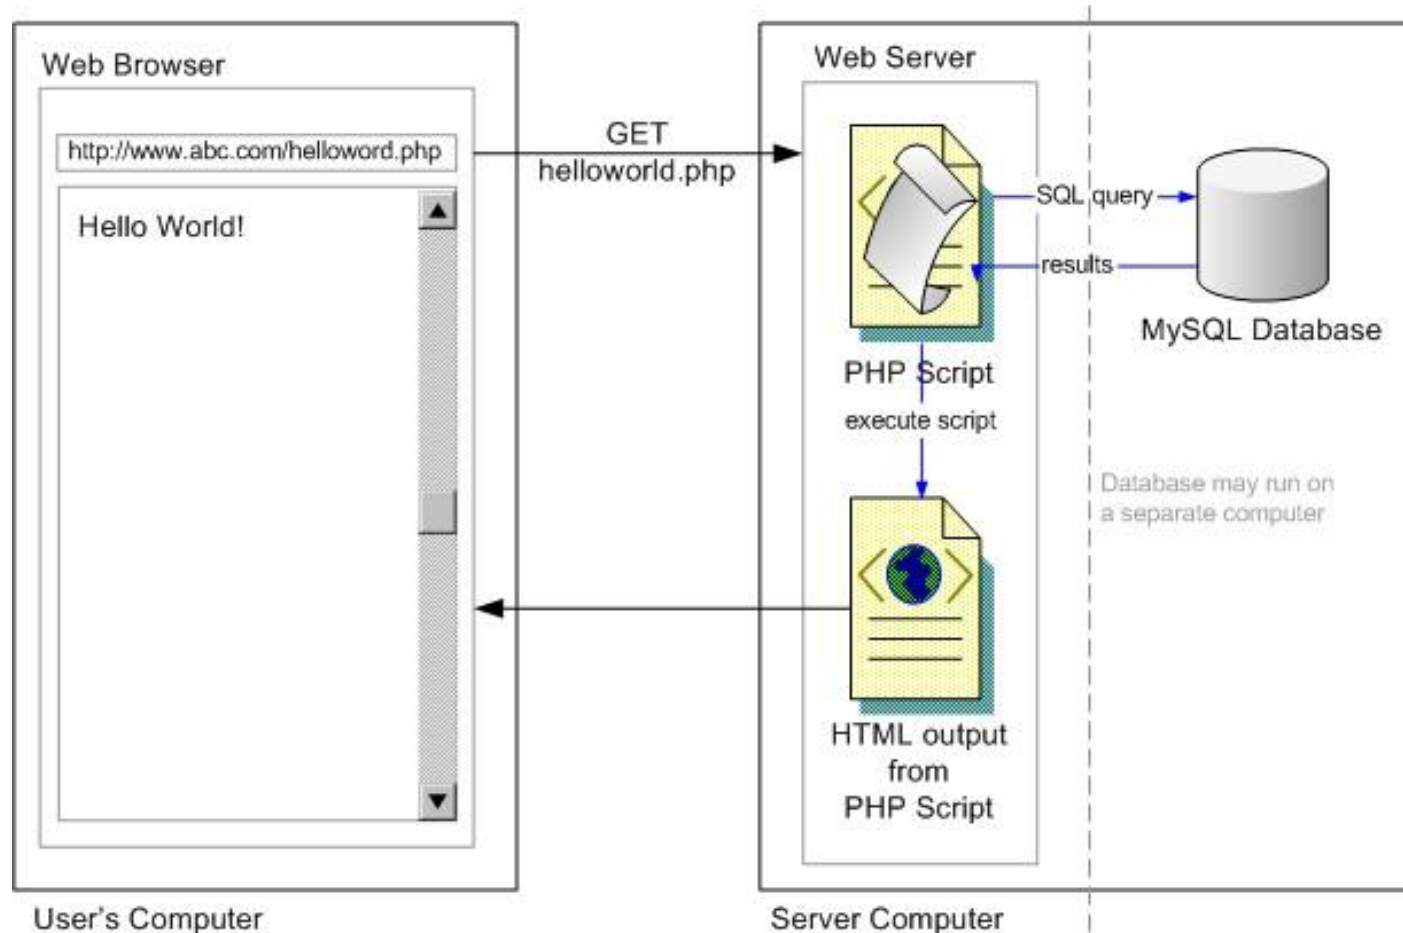 Web Browser
http://www.abc.com/helloword.php
Hello World!
User's Computer
GET
helloworld.php
Web Server
PHP Script
SQL query
results
MySQL Database
execute script
Database may run on
a separate computer
HTML output
from
PHP Script
Server Computer